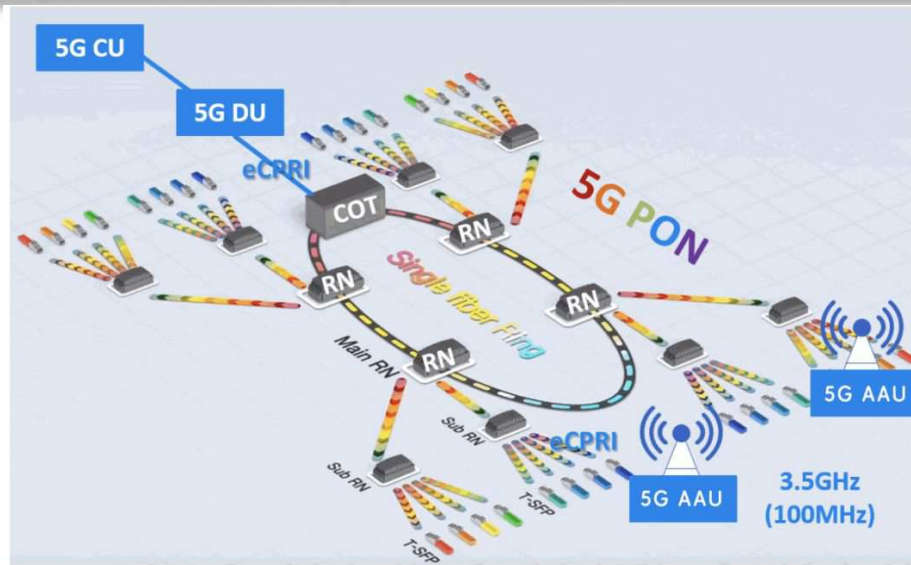 5G CU
5G DU
eCPRI
COT
RN
5G PON
RN
Single fiber Ring
RN
Main RN
RN
Sub RN
eCPRI
Sub RN
T-SFP
T-SFP
5G AAU
5G AAU
3.5GHz
(100MHz)